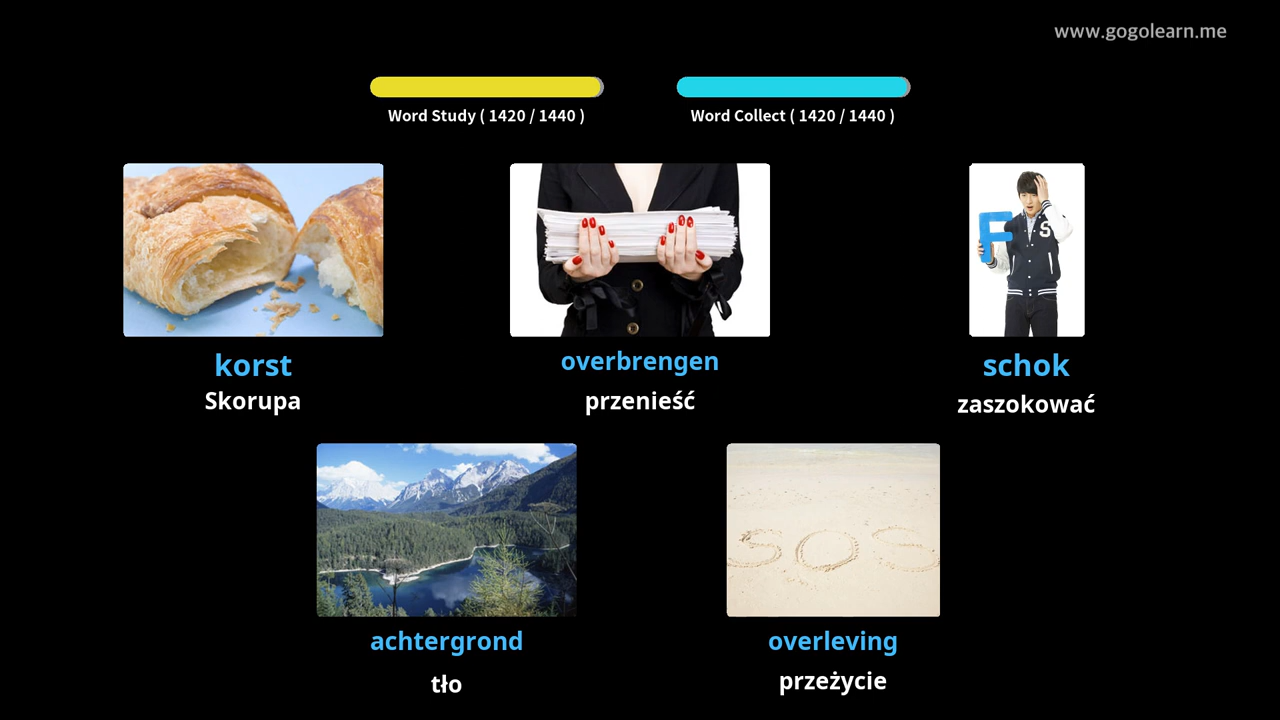 www.gogolearn.me
Word Study ( 1420 / 1440 )
Word Collect ( 1420 / 1440 )
F
S
korst
overbrengen
schok
Skorupa
przenieść
zaszokować
SOS
achtergrond
overleving
tło
przeżycie